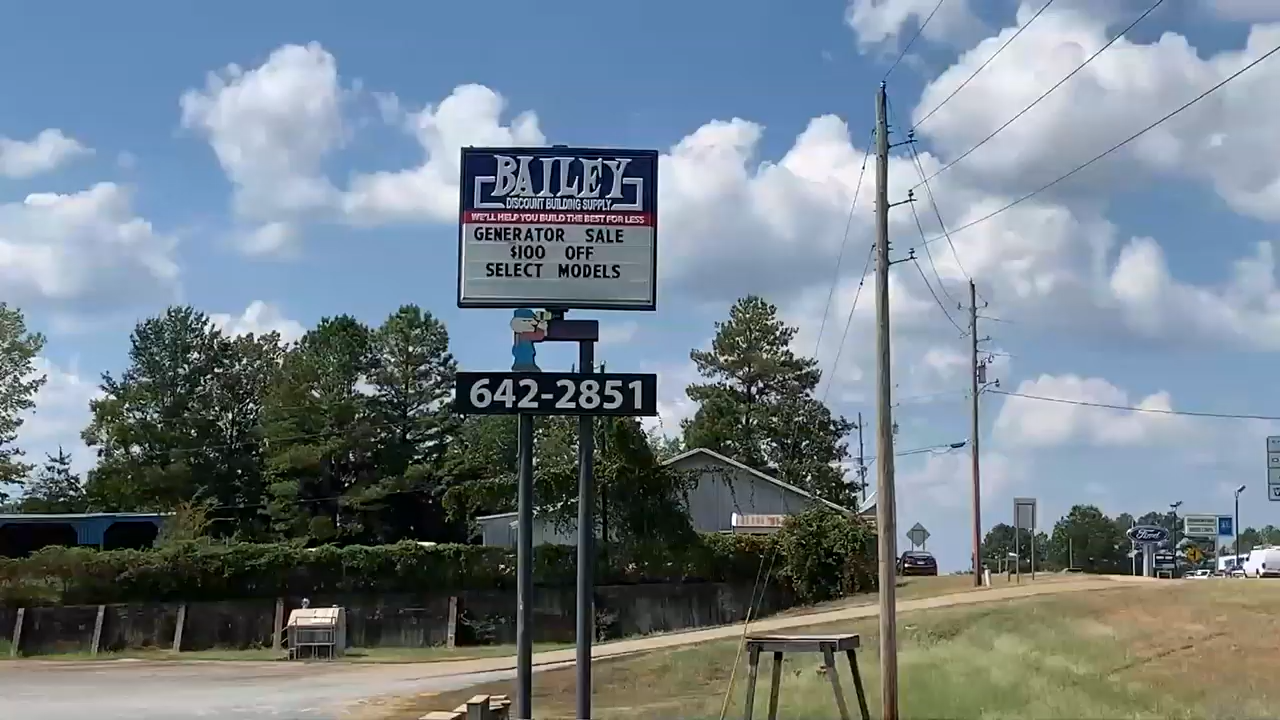 BAILEY
DISCOUNT BUILDING SUPPLY
WE'LL HELP YOU BUILD THE BEST FOR LESS
GENERATOR SALE
$100 OFF
SELECT MODELS
642-2851
Ford